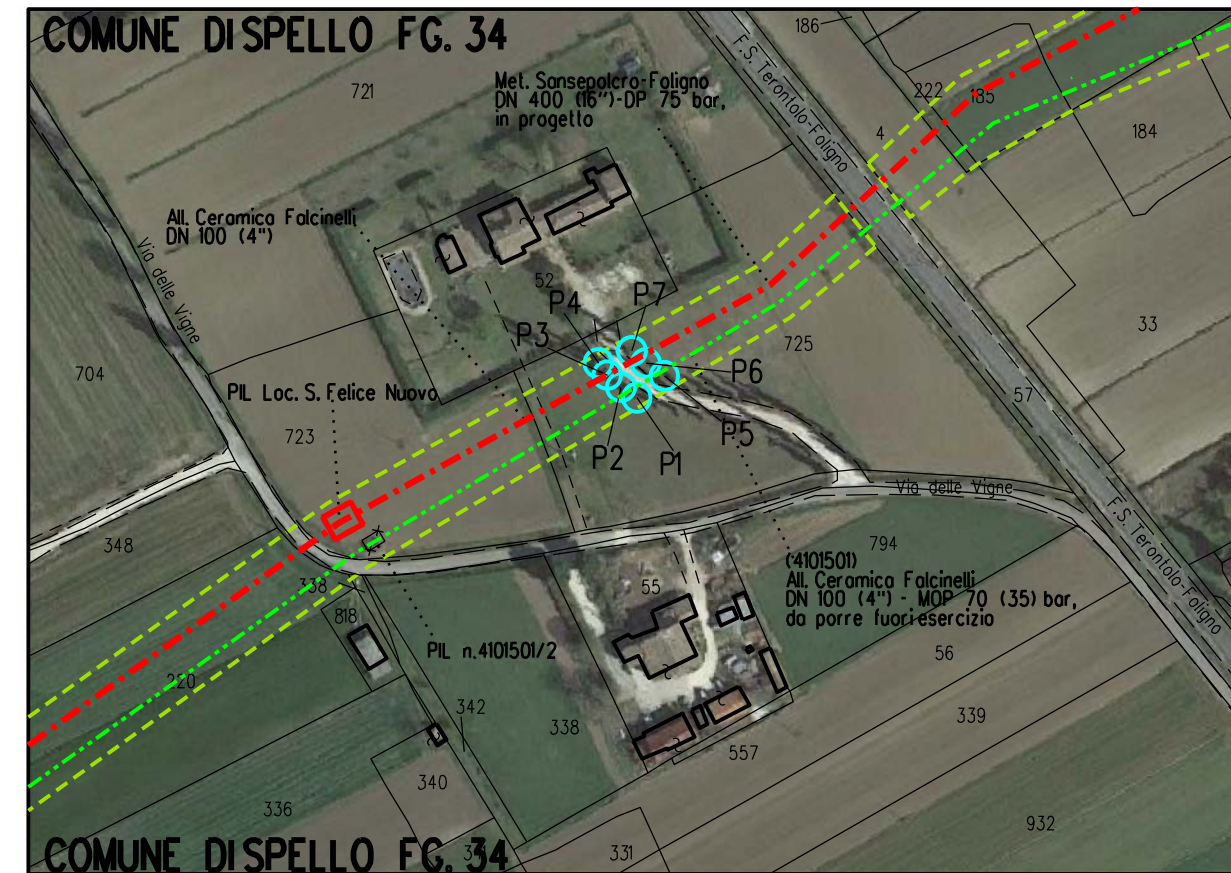 COMUNE DI SPELLO FG. 34
186
721
Met. Sansepolcro-Foligno
DN 400 (16")-DP 75 bar,
in progetto
F.S. Terontola-Foligno
222
185
4
184
All. Ceramica Falcinelli
DN 100 (4")
Via delle Vigne
52
P4
P7
P3
725
33
704
P6
PIL Loc. S. Felice Nuovo
57
723
P5
P2
P1
Via delle Vigne
F.S. Terontola-Foligno
348
794
(4101501)
All. Ceramica Falcinelli
DN 100 (4") - MOP 70 (35) bar,
da porre fuori esercizio
338
55
818
PIL n.4101501/2
56
220
342
339
338
557
340
336
932
331
COMUNE DI SPELLO FG. 34